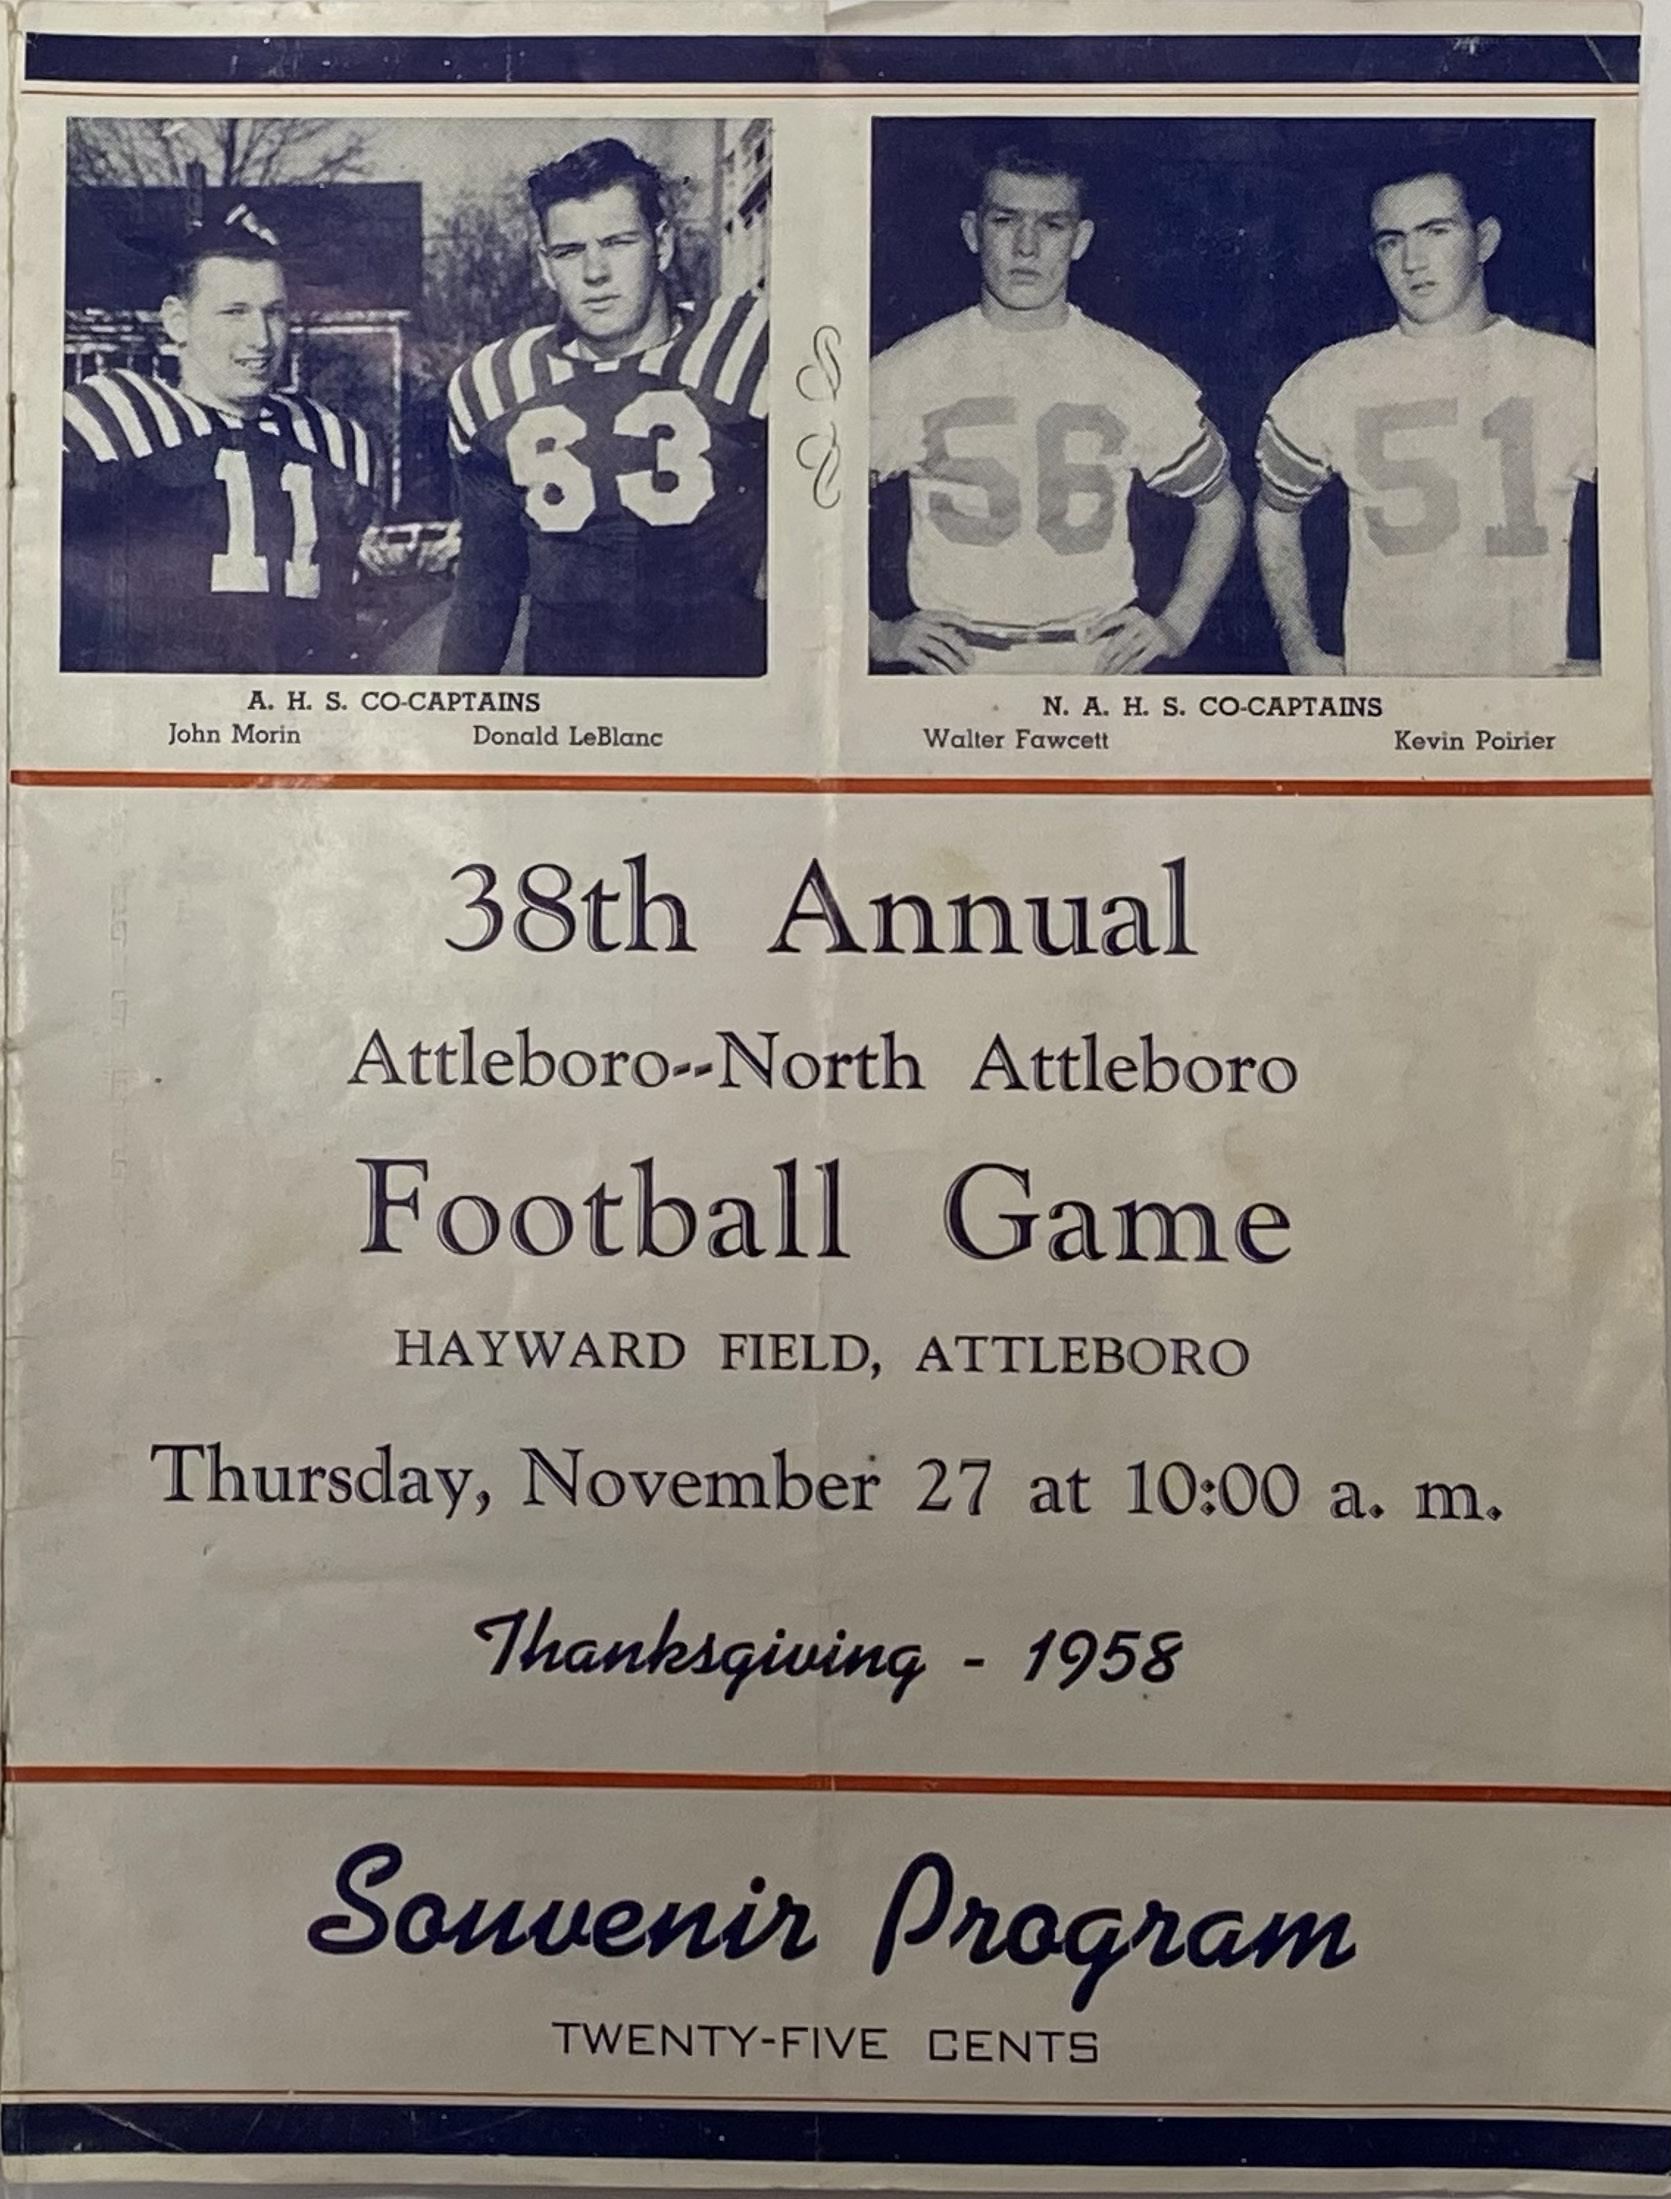 11
63
56
51
A. H. S. CO-CAPTAINS
John Morin Donald LeBlanc
N. A. H. S. CO-CAPTAINS
Walter Fawcett Kevin Poirier
38th Annual
Attleboro--North Attleboro
Football Game
HAYWARD FIELD, ATTLEBORO
Thursday, November 27 at 10:00 a. m.
Thanksgiving - 1958
Souvenir Program
TWENTY-FIVE CENTS